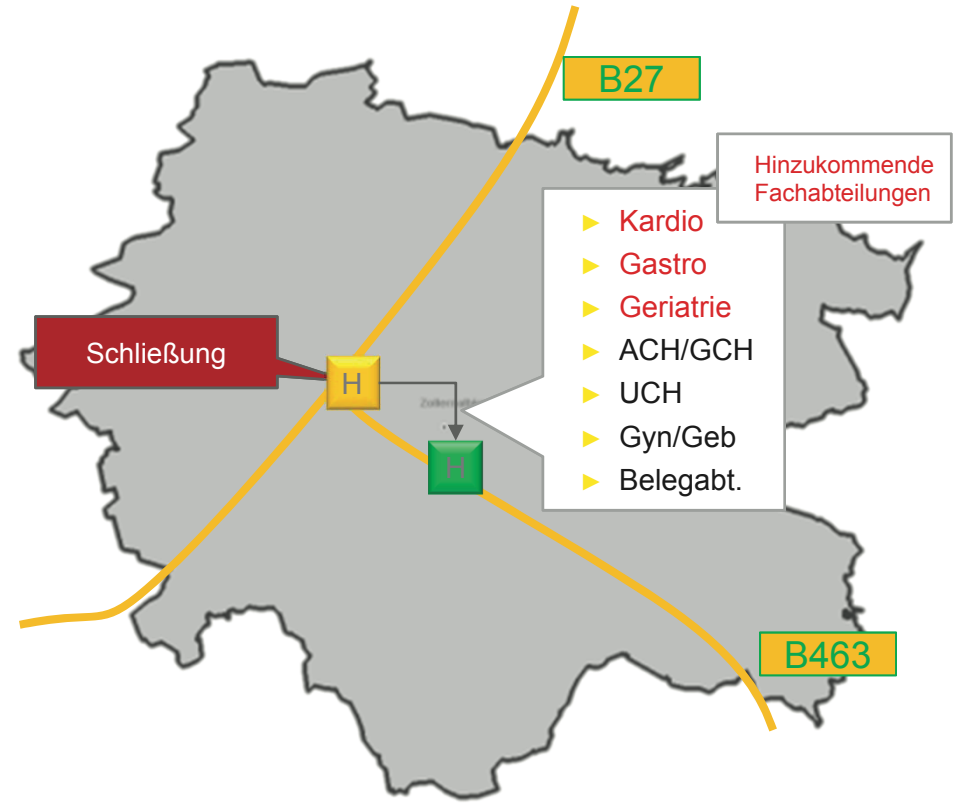 B27
Hinzukommende
Fachabteilungen
► Kardio
► Gastro
► Geriatrie
► ACH/GCH
► UCH
► Gyn/Geb
► Belegabt.
Schließung
H
H
B463